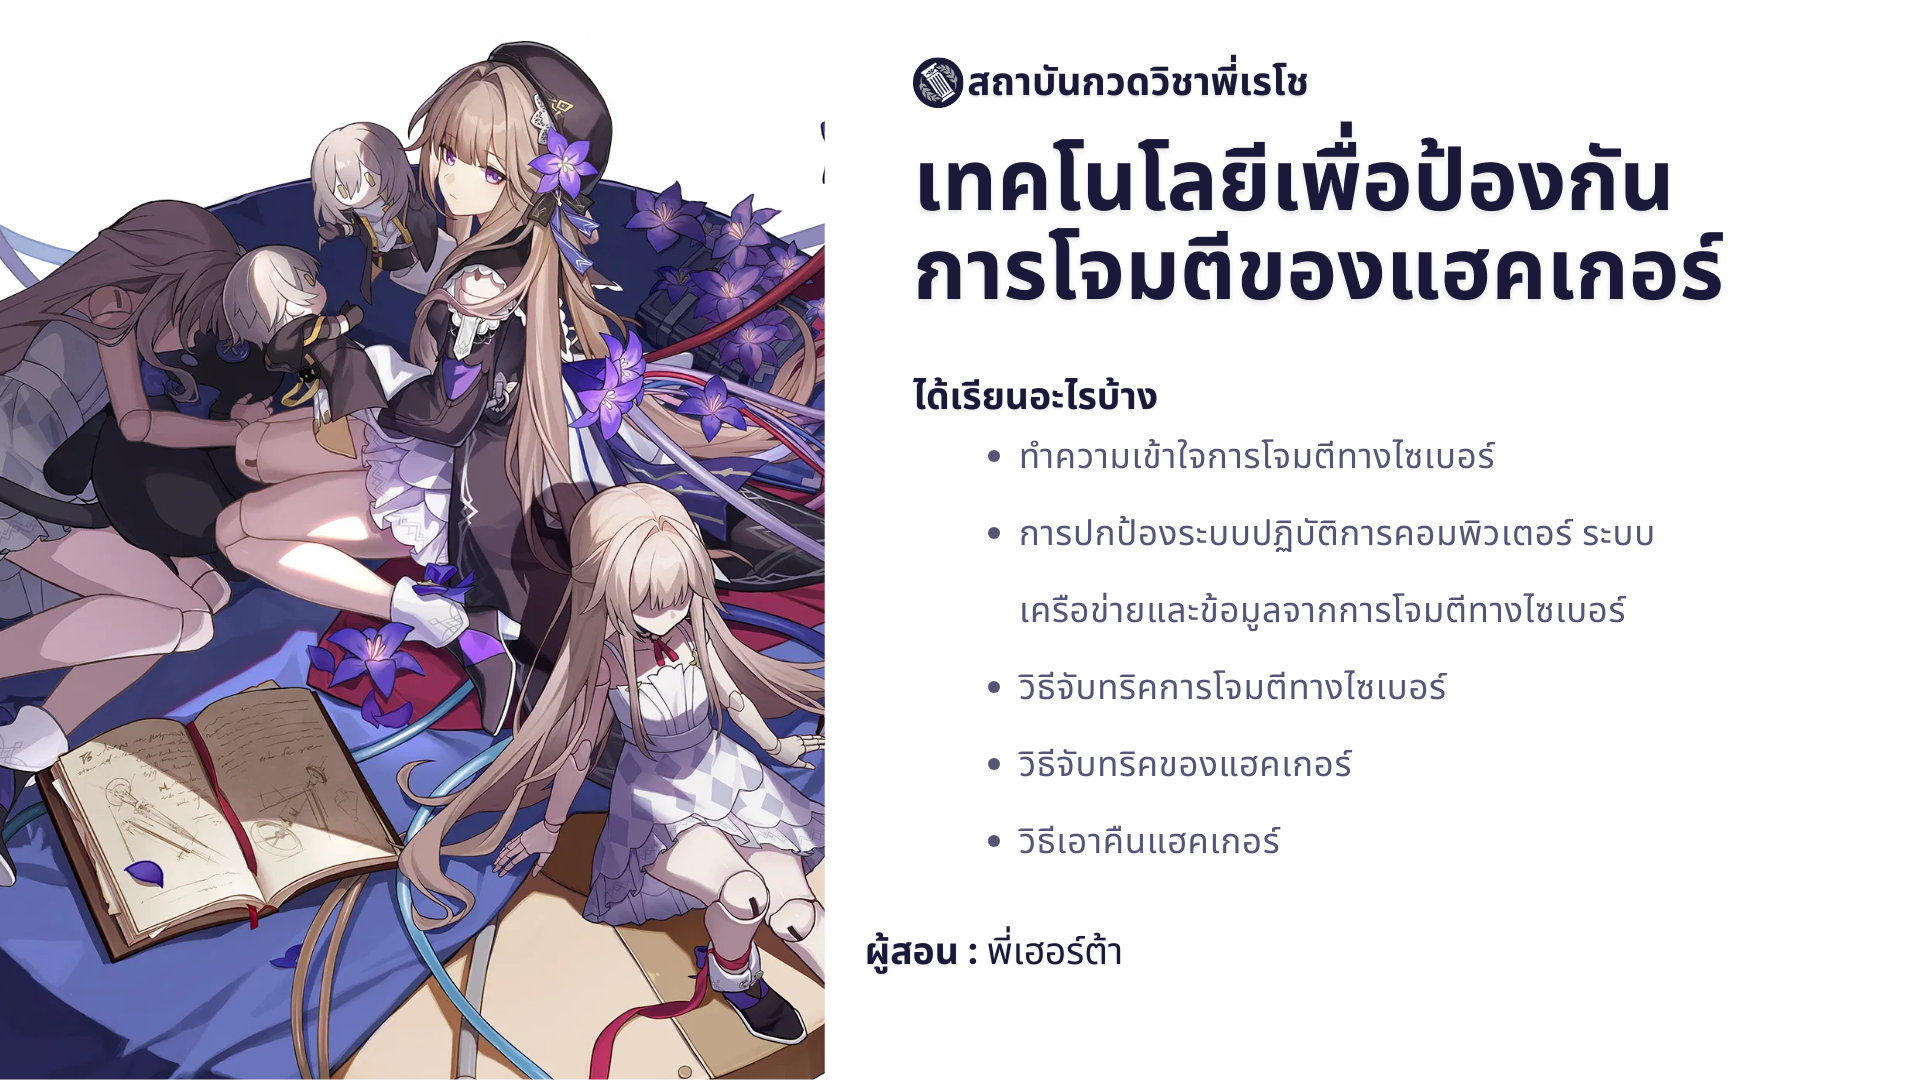 สถาบันกวดวิชาพี่เรโช
เทคโนโลยีเพื่อป้องกัน
การโจมตีของแฮคเกอร์
ได้เรียนอะไรบ้าง
• ทำความเข้าใจการโจมตีทางไซเบอร์
• การปกป้องระบบปฏิบัติการคอมพิวเตอร์ ระบบ
เครือข่ายและข้อมูลจากการโจมตีทางไซเบอร์
• วิธีจับทริคการโจมตีทางไซเบอร์
• วิธีจับทริคของแฮคเกอร์
• วิธีเอาคืนแฮคเกอร์
ผู้สอน : พี่เฮอร์ต้า